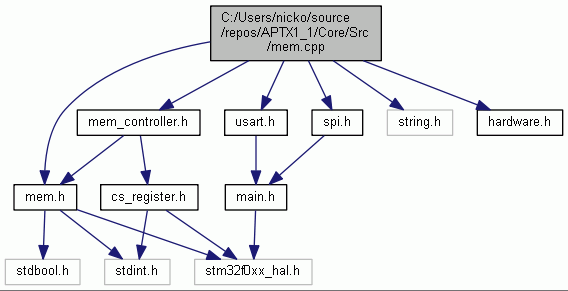 C:/Users/nicko/source
/repos/APTX1_1/Core/Src
/mem.cpp
mem_controller.h
usart.h
spi.h
string.h
hardware.h
mem.h
cs_register.h
main.h
stdbool.h
stdint.h
stm32f0xx_hal.h